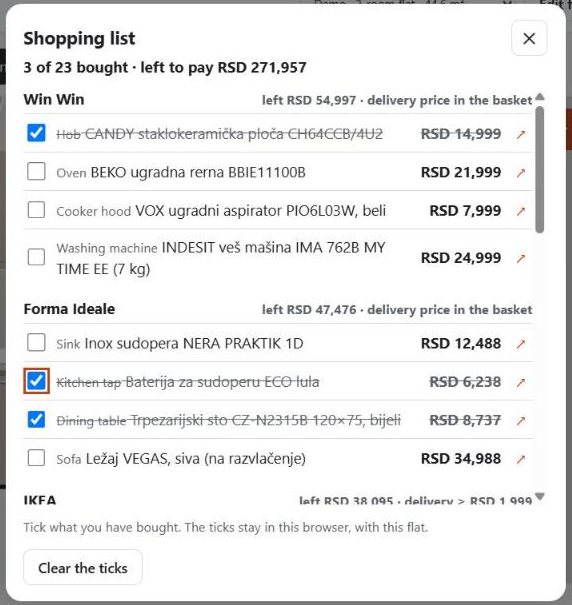 Shopping list
3 of 23 bought · left to pay RSD 271,957
Win Win left RSD 54,997 · delivery price in the basket
Hob CANDY staklokeramička ploča CH64CCB/4U2 RSD 14,999 ↗
Oven BEKO ugradna rerna BBIE11100B RSD 21,999 ↗
Cooker hood VOX ugradni aspirator PIO6L03W, beli RSD 7,999 ↗
Washing machine INDESIT veš mašina IMA 762B MY
TIME EE (7 kg) RSD 24,999 ↗
Forma Ideale left RSD 47,476 · delivery price in the basket
Sink Inox sudopera NERA PRAKTIK 1D RSD 12,488 ↗
Kitchen tap Baterija za sudoperu ECO lula RSD 6,238 ↗
Dining table Trpezarijski sto CZ-N2315B 120×75, bijeli RSD 8,737 ↗
Sofa Ležaj VEGAS, siva (na razvlačenje) RSD 34,988 ↗
IKEA left RSD 38,095 · delivery > RSD 1,999
Tick what you have bought. The ticks stay in this browser, with this flat.
Clear the ticks